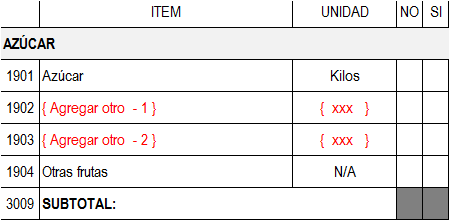 ITEM UNIDAD NO SI
AZÚCAR
1901 Azúcar Kilos
1902 { Agregar otro - 1 } { xxx }
1903 { Agregar otro - 2 } { xxx }
1904 Otras frutas N/A
3009 SUBTOTAL: